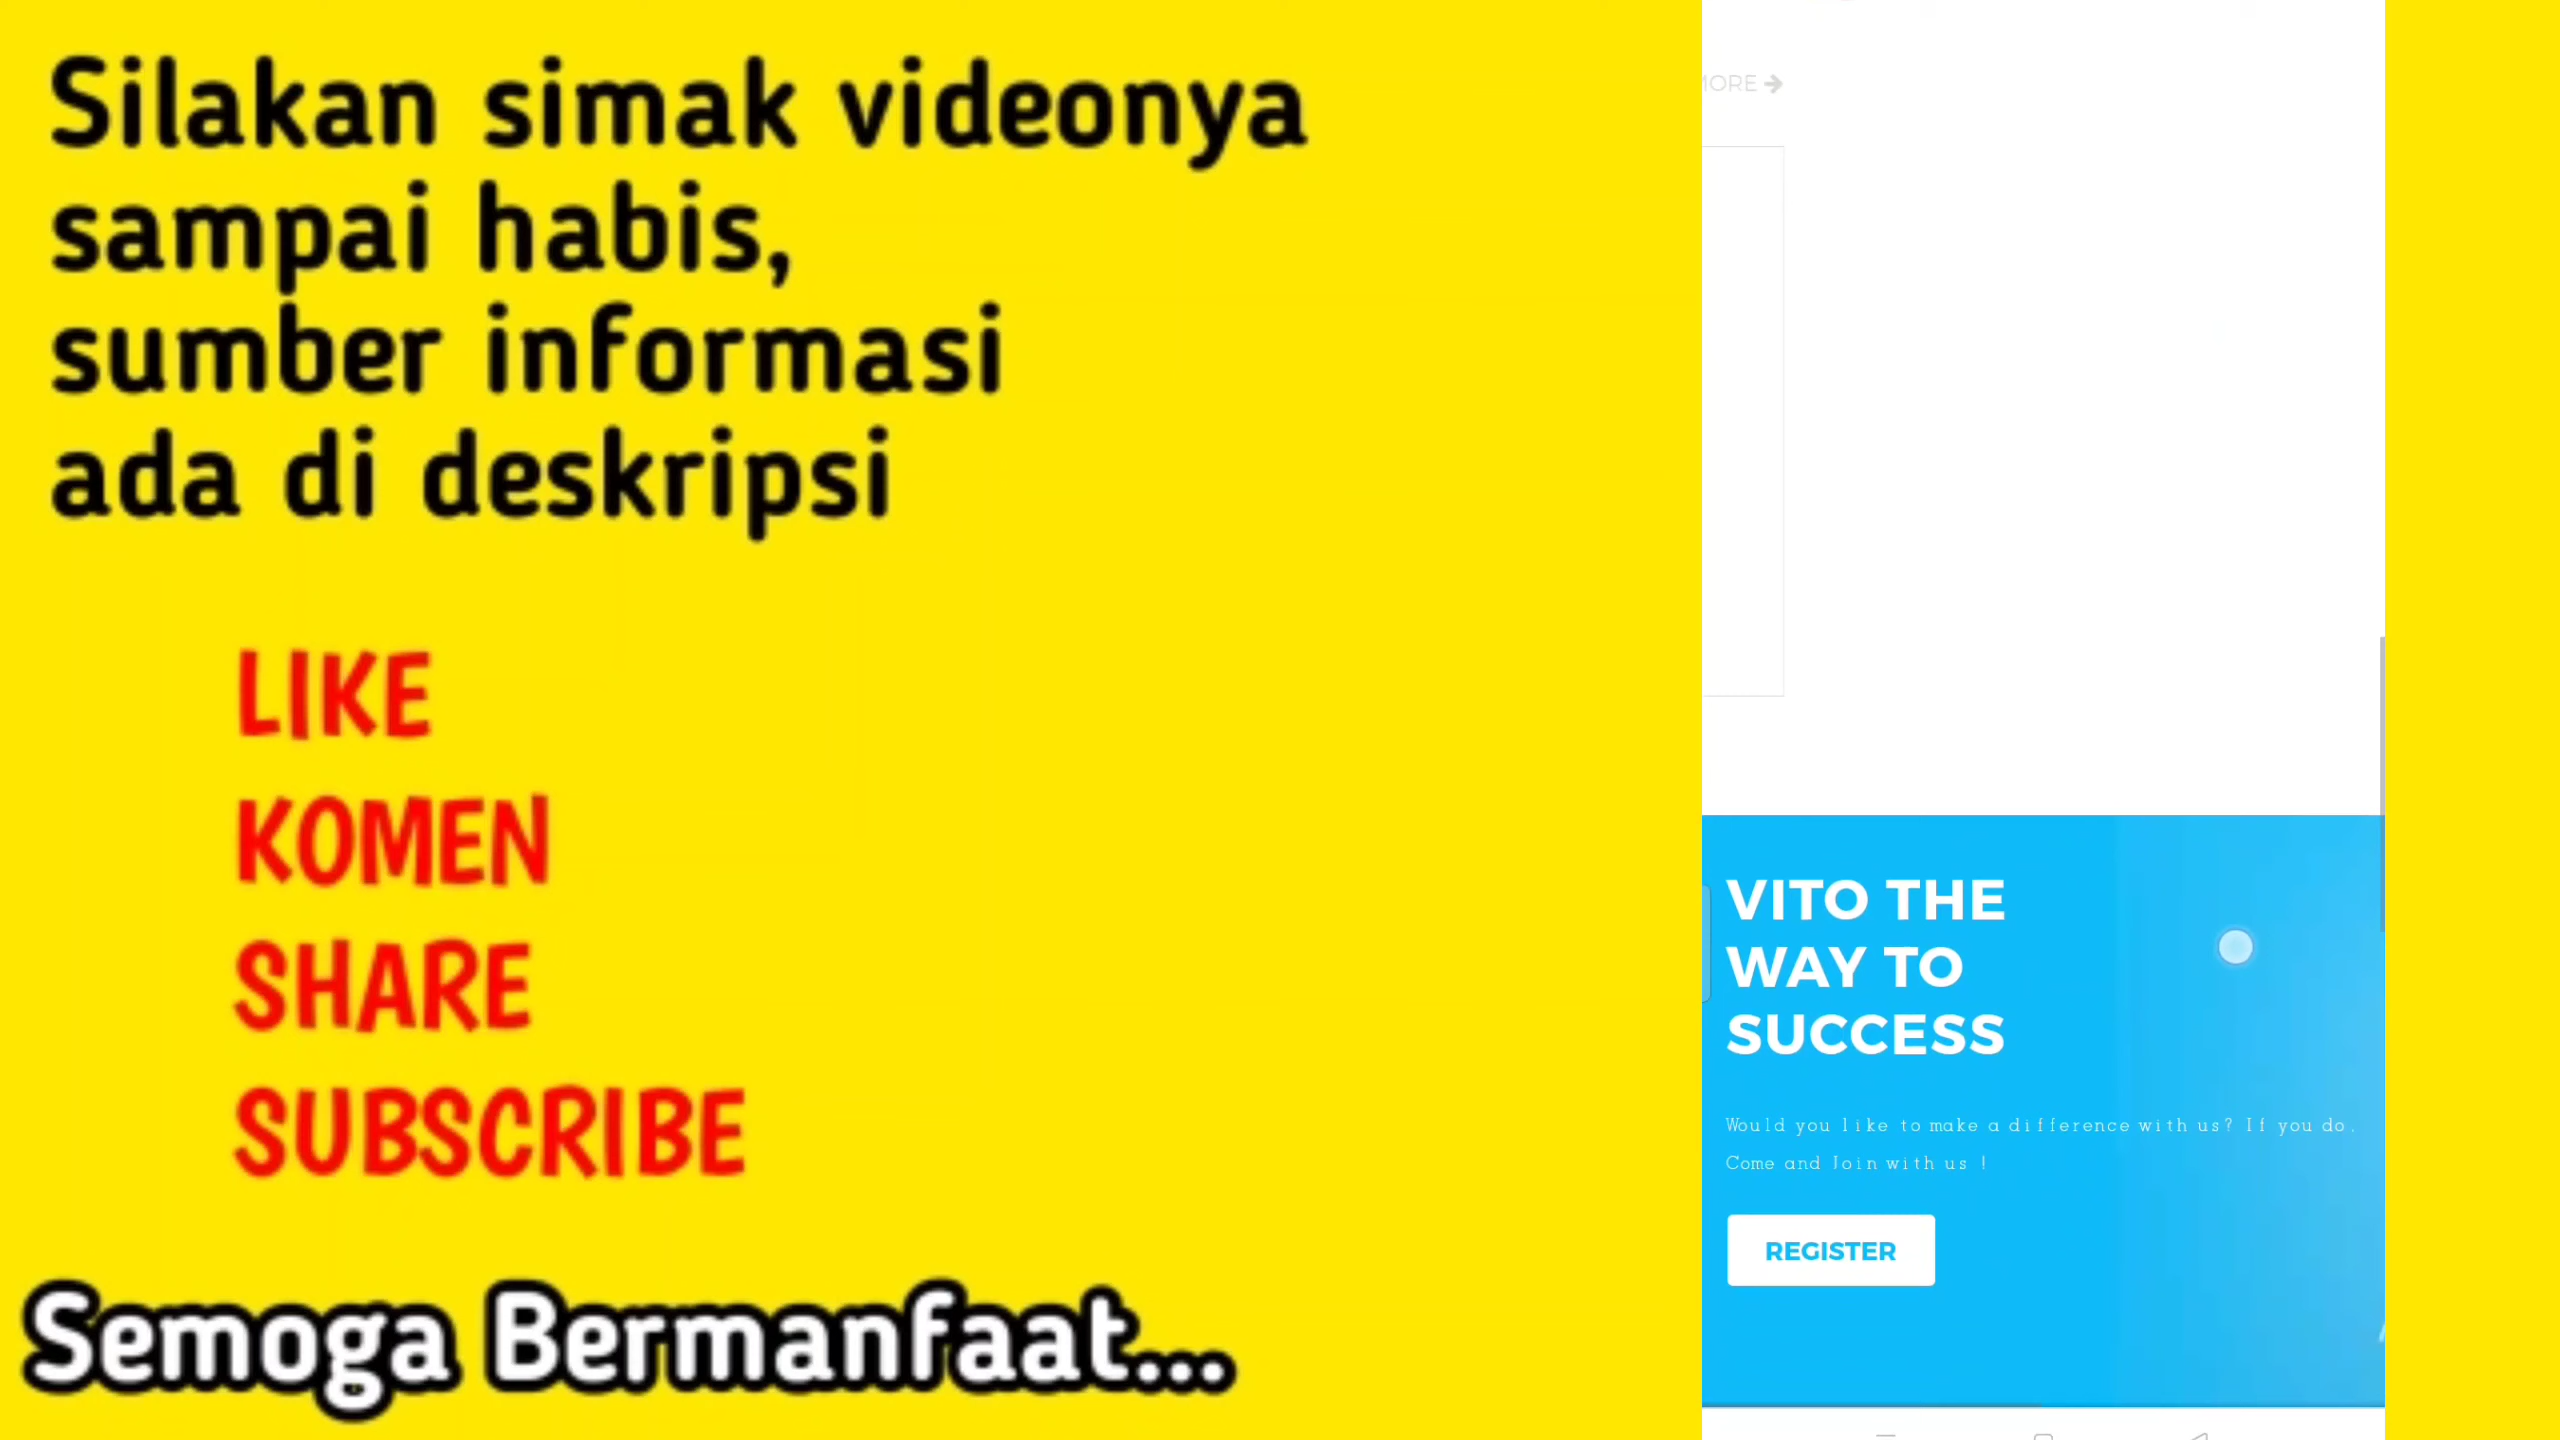 Silakan simak videonya
sampai habis,
sumber informasi
ada di deskripsi
LIKE
KOMEN
SHARE
SUBSCRIBE
Semoga Bermanfaat...
MORE →
VITO THE
WAY TO
SUCCESS
Would you like to make a difference with us? If you do.
Come and Join with us !
REGISTER